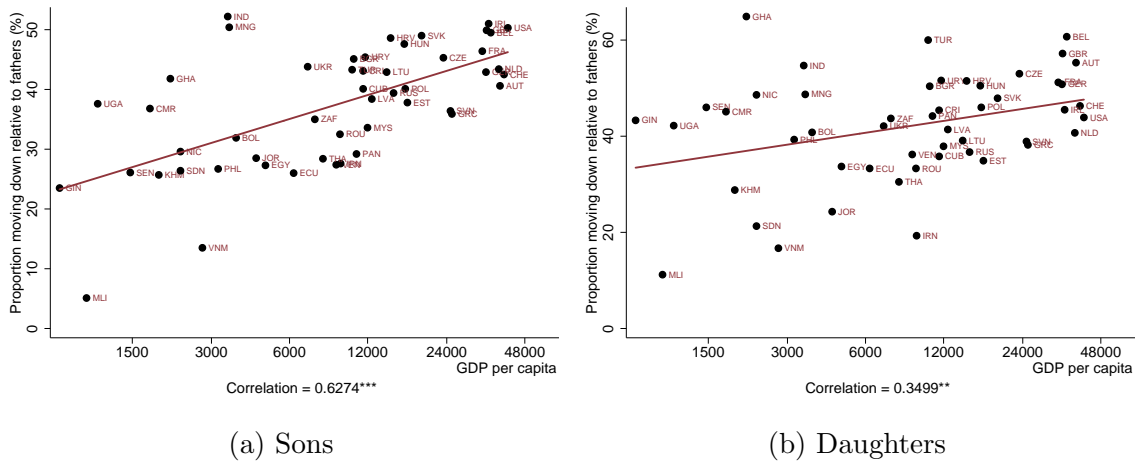 Proportion moving down relative to fathers (%)
0 10 20 30 40 50
IND
MNG
IRL
USA
BEL
HRV
SVK
HUN
FRA
UKR
URY
CZE
CRI
LTU
NLD
CHE
GHA
CUB
POL
AUT
UGA
CMR
RUS
LVA
EST
SVN
GRC
ZAF
MYS
BOL
ROU
NIC
PAN
JOR
THA
EGY
SEN
KHM
SDN
PHL
ECU
GIN
VNM
MLI
1500 3000 6000 12000 24000 48000
GDP per capita
Correlation = 0.6274***
(a) Sons
Proportion moving down relative to fathers (%)
0 20 40 60
GHA
TUR
BEL
GBR
AUT
IND
CZE
URY
HRV
HUN
BGR
FRA
GER
NIC
MNG
SVK
SEN
CMR
POL
CRI
PAN
IRL
CHE
USA
GIN
UGA
ZAF
UKR
LVA
NLD
BOL
PHL
LTU
MYS
SVN
GRC
VEN
CUB
RUS
EST
EGY
ECU
ROU
THA
KHM
JOR
SDN
IRN
VNM
MLI
1500 3000 6000 12000 24000 48000
GDP per capita
Correlation = 0.3499**
(b) Daughters